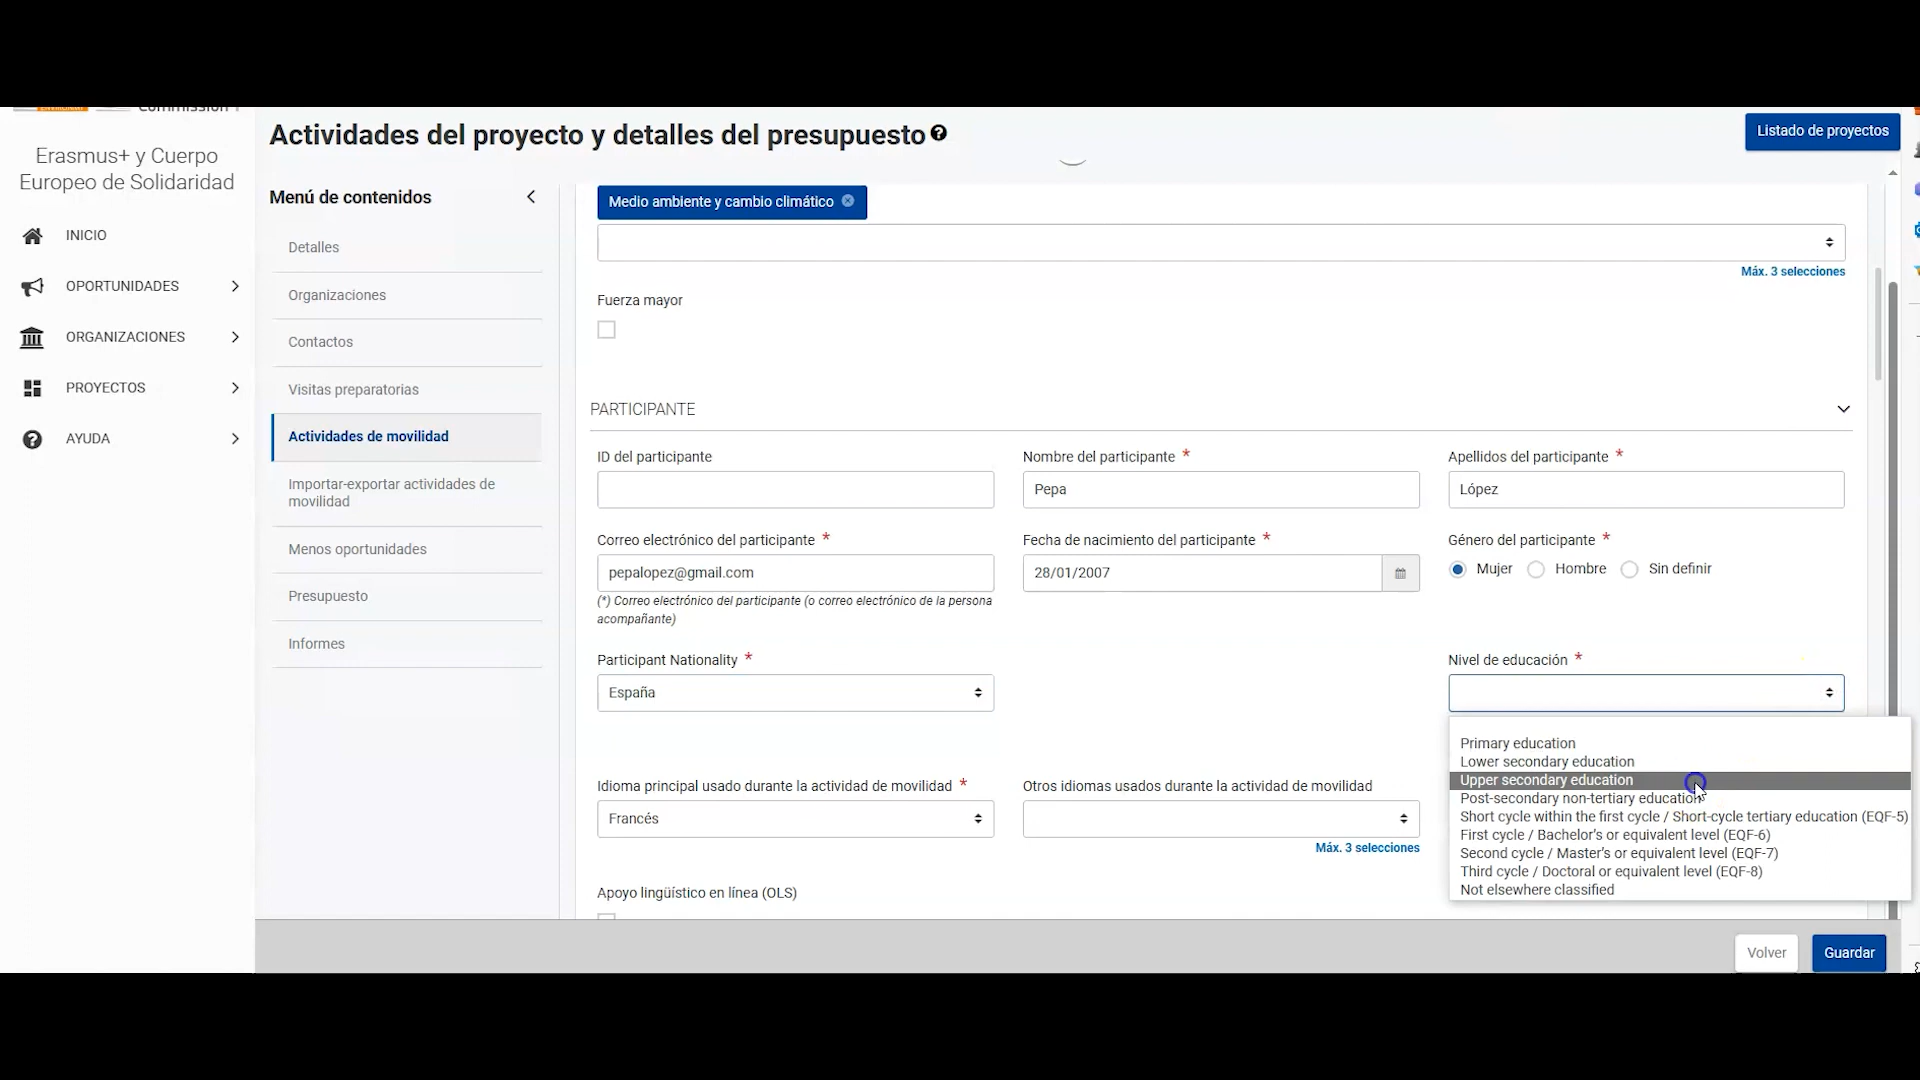 Commission
Erasmus+ y Cuerpo
Europeo de Solidaridad
INICIO
OPORTUNIDADES
ORGANIZACIONES
PROYECTOS
AYUDA
Actividades del proyecto y detalles del presupuesto
Listado de proyectos
Menú de contenidos
Detalles
Organizaciones
Contactos
Visitas preparatorias
Actividades de movilidad
Importar-exportar actividades de
movilidad
Menos oportunidades
Presupuesto
Informes
Medio ambiente y cambio climático
Máx. 3 selecciones
Fuerza mayor
PARTICIPANTE
ID del participante
Nombre del participante *
Apellidos del participante *
Pepa
López
Correo electrónico del participante *
Fecha de nacimiento del participante *
Género del participante *
pepalopez@gmail.com
28/01/2007
Mujer
Hombre
Sin definir
(*) Correo electrónico del participante (o correo electrónico de la persona
acompañante)
Participant Nationality *
Nivel de educación *
España
Primary education
Lower secondary education
Upper secondary education
Post-secondary non-tertiary education
Short cycle within the first cycle / Short-cycle tertiary education (EQF-5)
First cycle / Bachelor's or equivalent level (EQF-6)
Second cycle / Master's or equivalent level (EQF-7)
Third cycle / Doctoral or equivalent level (EQF-8)
Not elsewhere classified
Idioma principal usado durante la actividad de movilidad *
Otros idiomas usados durante la actividad de movilidad
Francés
Máx. 3 selecciones
Apoyo lingüístico en línea (OLS)
Volver
Guardar